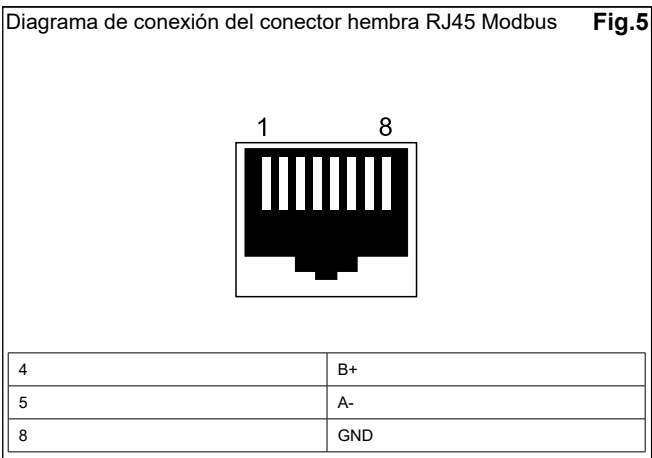 Diagrama de conexión del conector hembra RJ45 Modbus Fig.5
1 8
4 B+
5 A-
8 GND